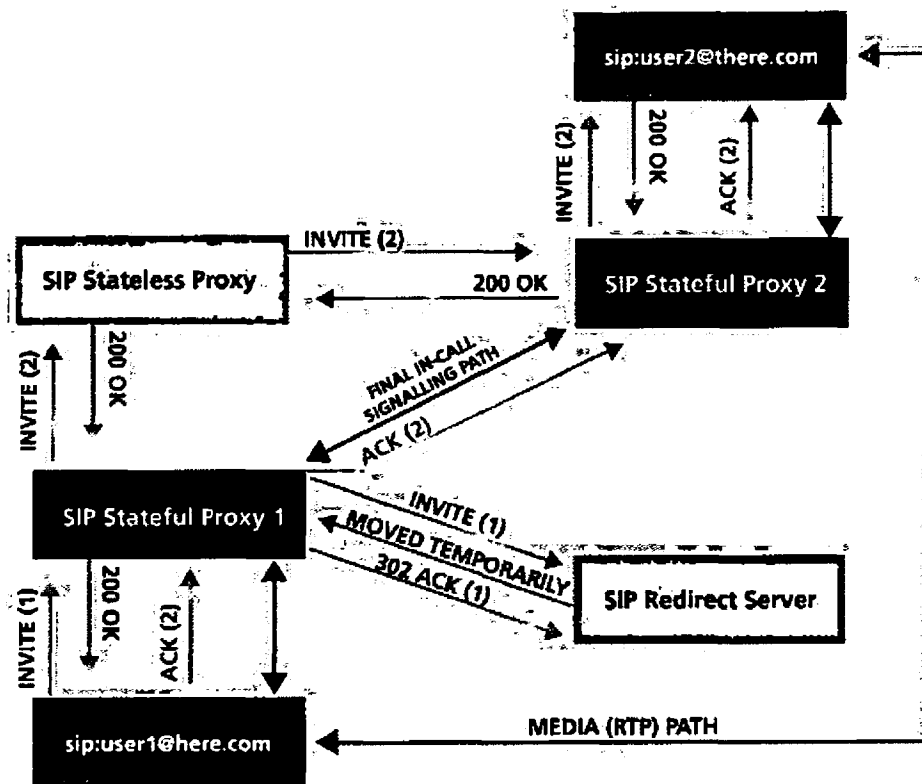 sip:user2@there.com
INVITE (2)
200 OK
ACK (2)
INVITE (2)
SIP Stateless Proxy
200 OK
SIP Stateful Proxy 2
INVITE (2)
200 OK
FINAL IN-CALL
SIGNALLING PATH
ACK (2)
SIP Stateful Proxy 1
INVITE (1)
MOVED TEMPORARILY
302 ACK (1)
SIP Redirect Server
INVITE (1)
200 OK
ACK (2)
sip:user1@here.com
MEDIA (RTP) PATH